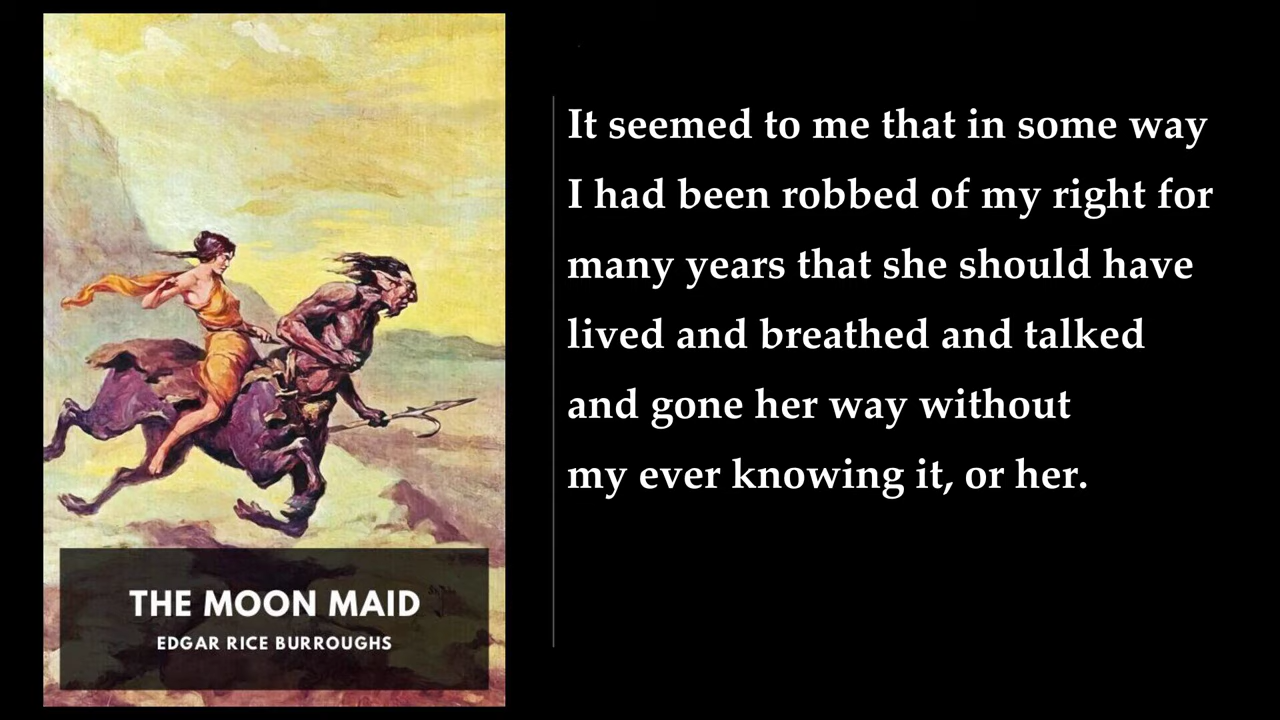 THE MOON MAID
EDGAR RICE BURROUGHS
It seemed to me that in some way
I had been robbed of my right for
many years that she should have
lived and breathed and talked
and gone her way without
my ever knowing it, or her.